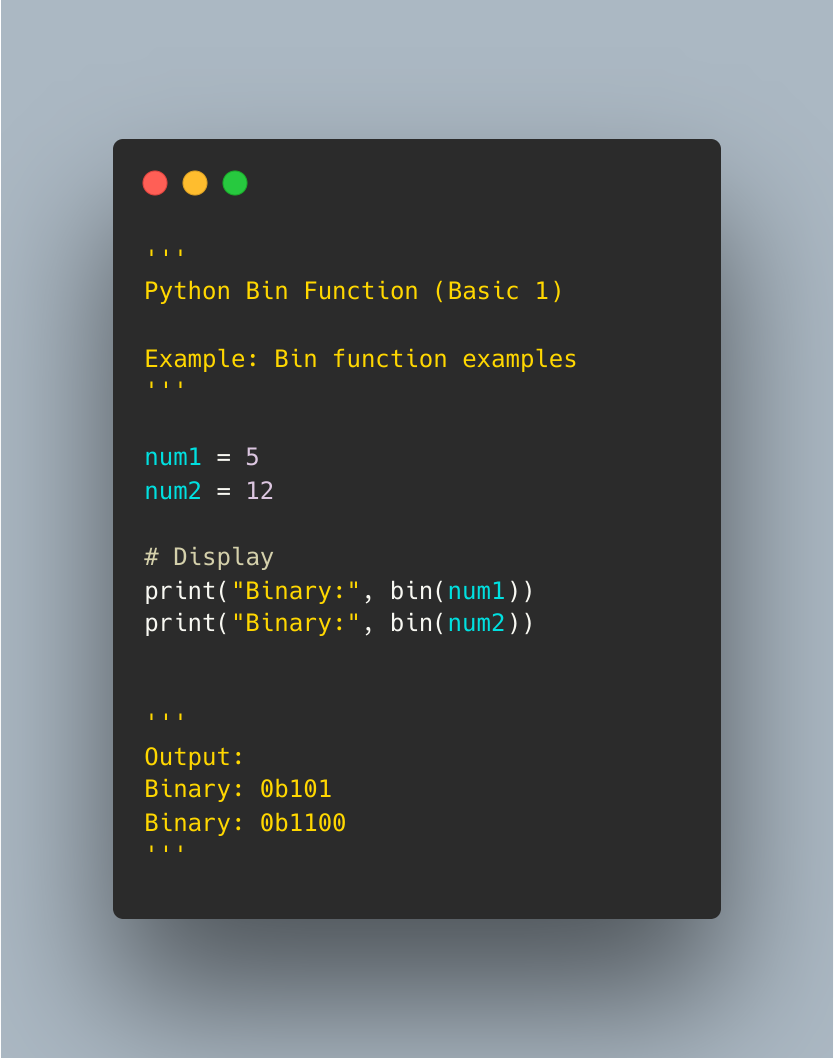 '''
Python Bin Function (Basic 1)
Example: Bin function examples
'''
num1 = 5
num2 = 12
# Display
print("Binary:", bin(num1))
print("Binary:", bin(num2))
'''
Output:
Binary: 0b101
Binary: 0b1100
'''